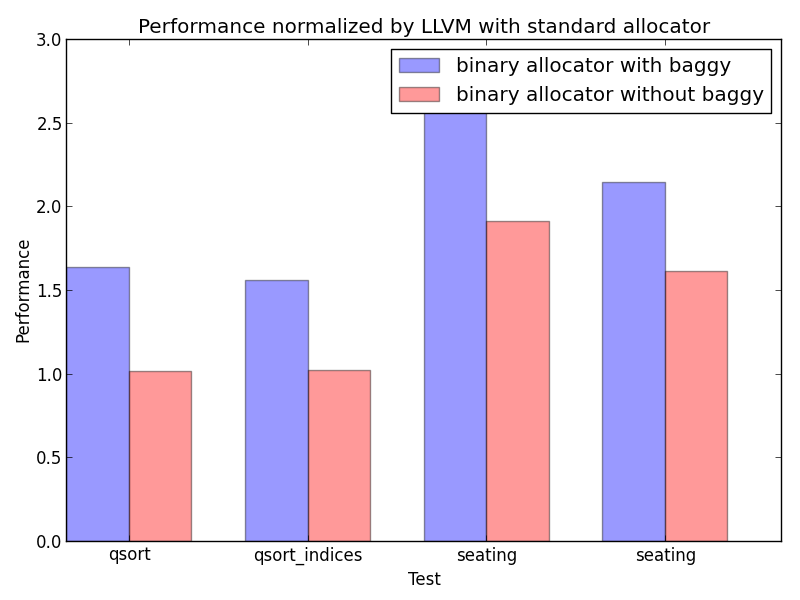 Performance normalized by LLVM with standard allocator
3.0
2.5
2.0
1.5
1.0
0.5
0.0
Performance
binary allocator with baggy
binary allocator without baggy
qsort
qsort_indices
seating
seating
Test